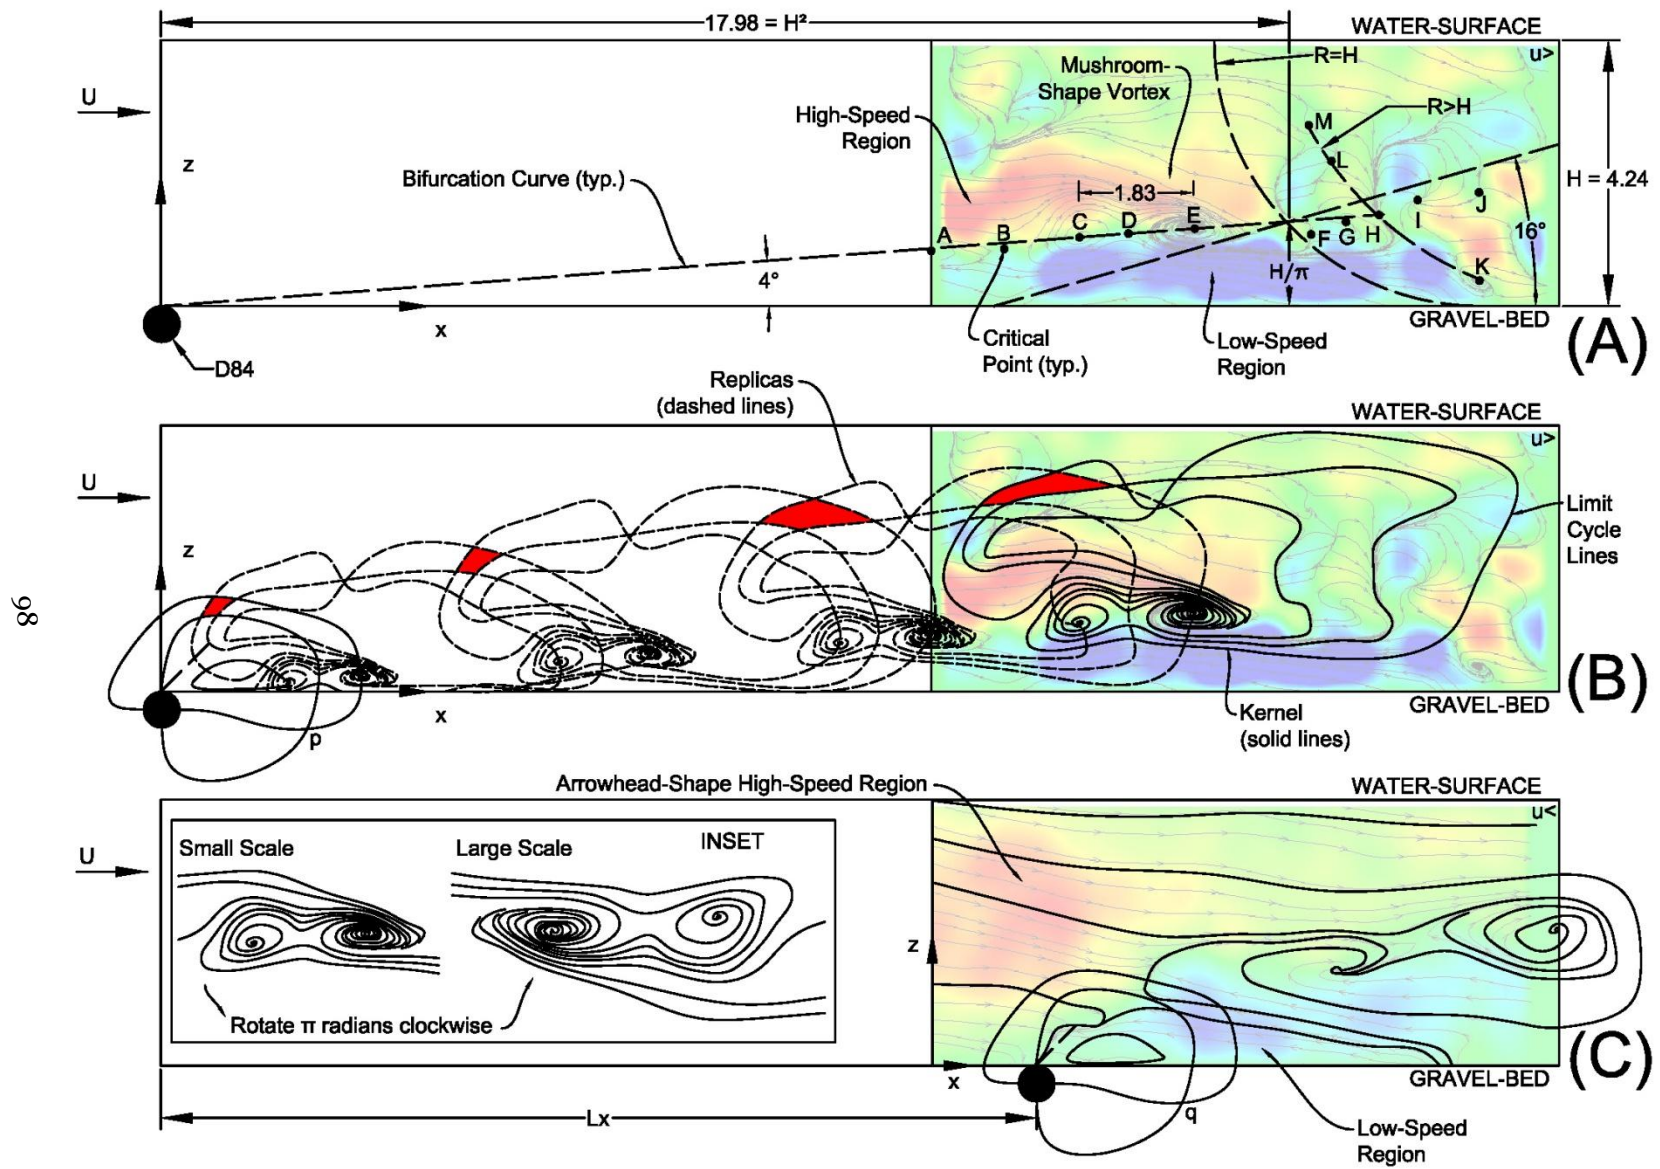 17.98 = H²
WATER-SURFACE
U
R=H
u>
Mushroom-
Shape Vortex
R>H
High-Speed
Region
M
z
L
Bifurcation Curve (typ.)
1.83
H = 4.24
C
D
E
J
I
A
B
F
G
H
16°
4°
H/π
K
x
GRAVEL-BED
Critical
Point (typ.)
Low-Speed
Region
(A)
D84
Replicas
(dashed lines)
WATER-SURFACE
u>
U
Limit
Cycle
Lines
z
98
x
GRAVEL-BED
(B)
p
Kernel
(solid lines)
Arrowhead-Shape High-Speed Region
WATER-SURFACE
u<
Small Scale
Large Scale
INSET
U
z
Rotate π radians clockwise
(C)
x
GRAVEL-BED
Lx
q
Low-Speed
Region